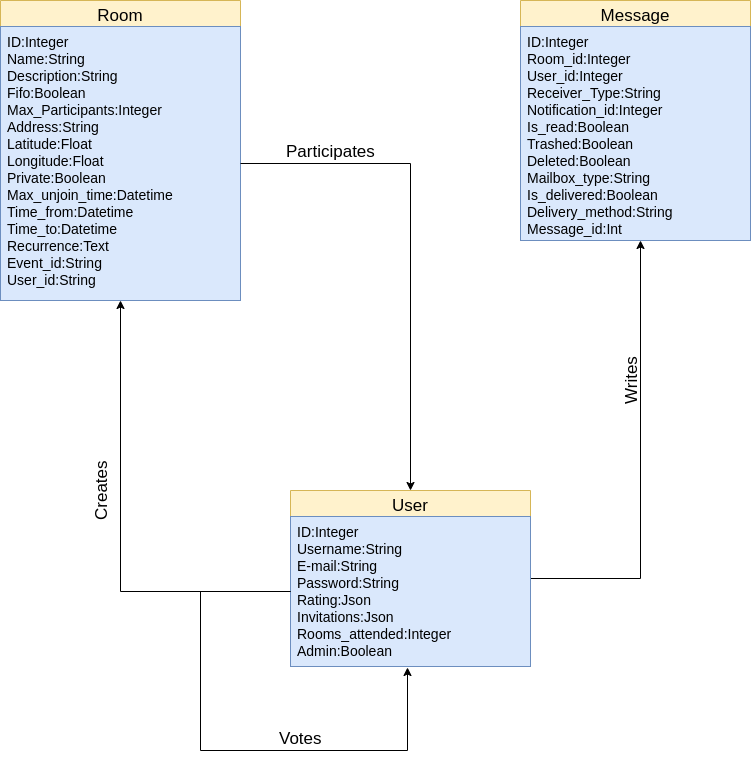 Room
ID:Integer
Name:String
Description:String
Fifo:Boolean
Max_Participants:Integer
Address:String
Latitude:Float
Longitude:Float
Private:Boolean
Max_unjoin_time:Datetime
Time_from:Datetime
Time_to:Datetime
Recurrence:Text
Event_id:String
User_id:String
Message
ID:Integer
Room_id:Integer
User_id:Integer
Receiver_Type:String
Notification_id:Integer
Is_read:Boolean
Trashed:Boolean
Deleted:Boolean
Mailbox_type:String
Is_delivered:Boolean
Delivery_method:String
Message_id:Int
Participates
Writes
Creates
User
ID:Integer
Username:String
E-mail:String
Password:String
Rating:Json
Invitations:Json
Rooms_attended:Integer
Admin:Boolean
Votes